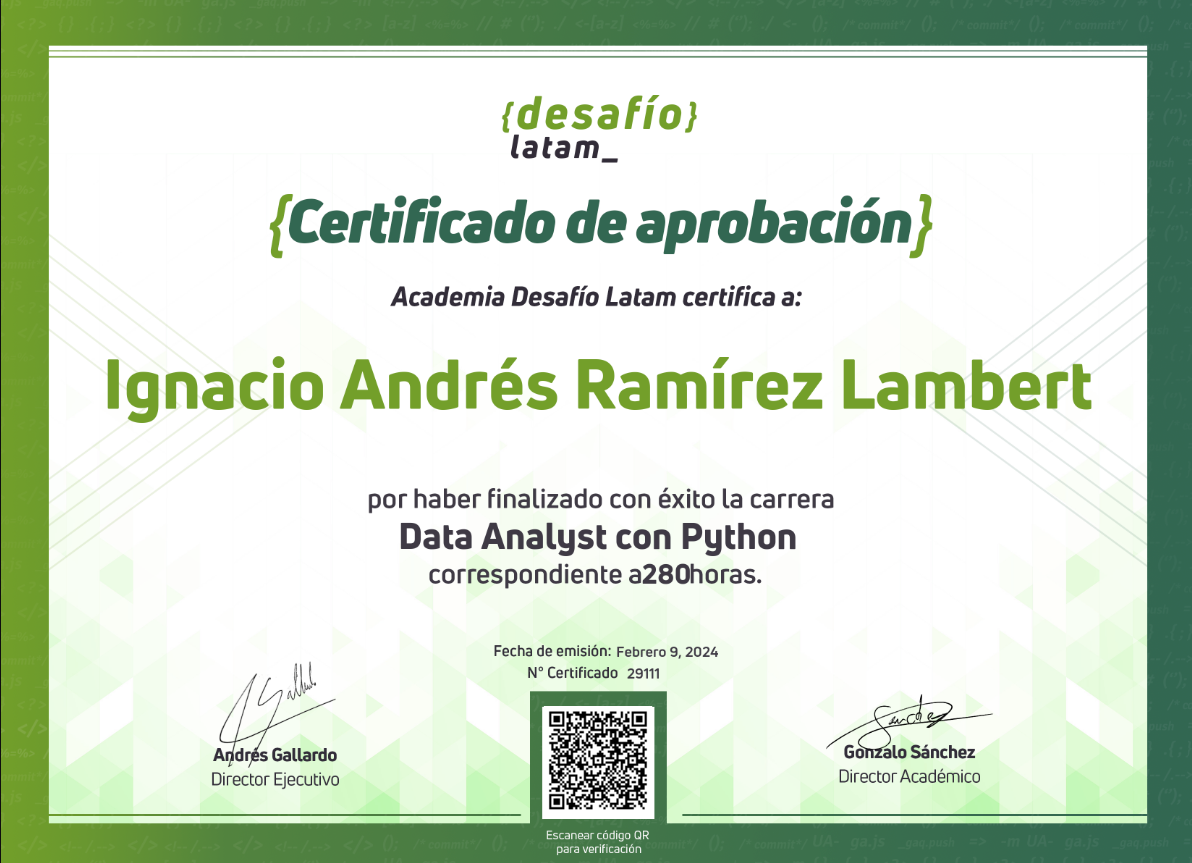 {desafío}
latam_
{Certificado de aprobación}
Academia Desafío Latam certifica a:
Ignacio Andrés Ramírez Lambert
por haber finalizado con éxito la carrera
Data Analyst con Python
correspondiente a280horas.
Fecha de emisión: Febrero 9, 2024
N° Certificado 29111
Andrés Gallardo
Director Ejecutivo
Gonzalo Sánchez
Director Académico
Escanear código QR
para verificación